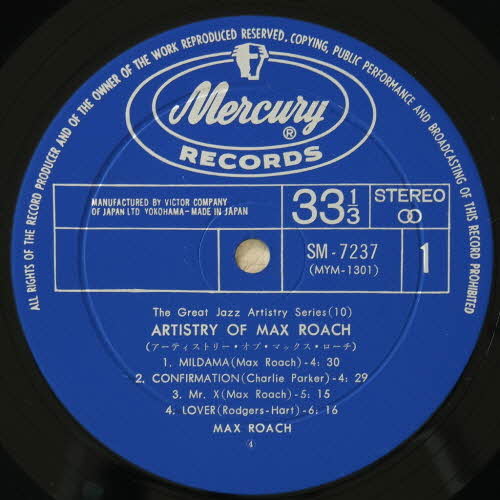 ALL RIGHTS OF THE RECORD PRODUCER AND OF THE OWNER OF THE WORK REPRODUCED RESERVED, COPYING, PUBLIC PERFORMANCE AND BROADCASTING OF THIS RECORD PROHIBITED
Mercury
®
RECORDS
MANUFACTURED BY VICTOR COMPANY
OF JAPAN LTD YOKOHAMA-MADE IN JAPAN
33 1/3
STEREO
SM-7237
(MYM-1301)
1
The Great Jazz Artistry Series(10)
ARTISTRY OF MAX ROACH
(アーティストリー・オブ・マックス・ローチ)
1. MILDAMA(Max Roach)-4: 30
2. CONFIRMATION(Charlie Parker)-4: 29
3. Mr. X(Max Roach)-5: 15
4. LOVER(Rodgers-Hart)-6: 16
MAX ROACH
④